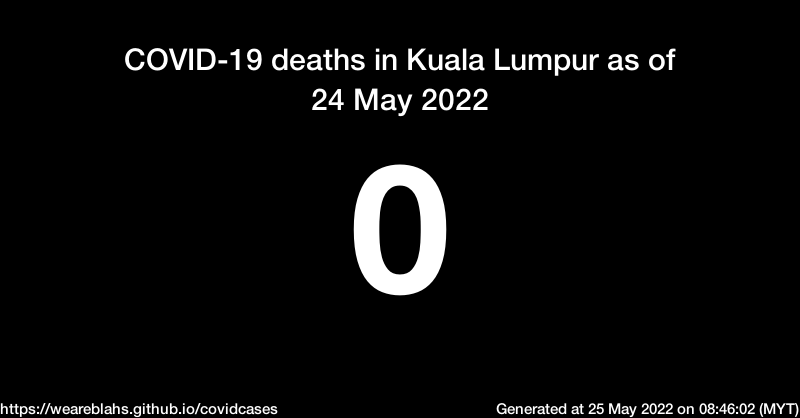 COVID-19 deaths in Kuala Lumpur as of
24 May 2022
0
https://weareblahs.github.io/covidcases
Generated at 25 May 2022 on 08:46:02 (MYT)